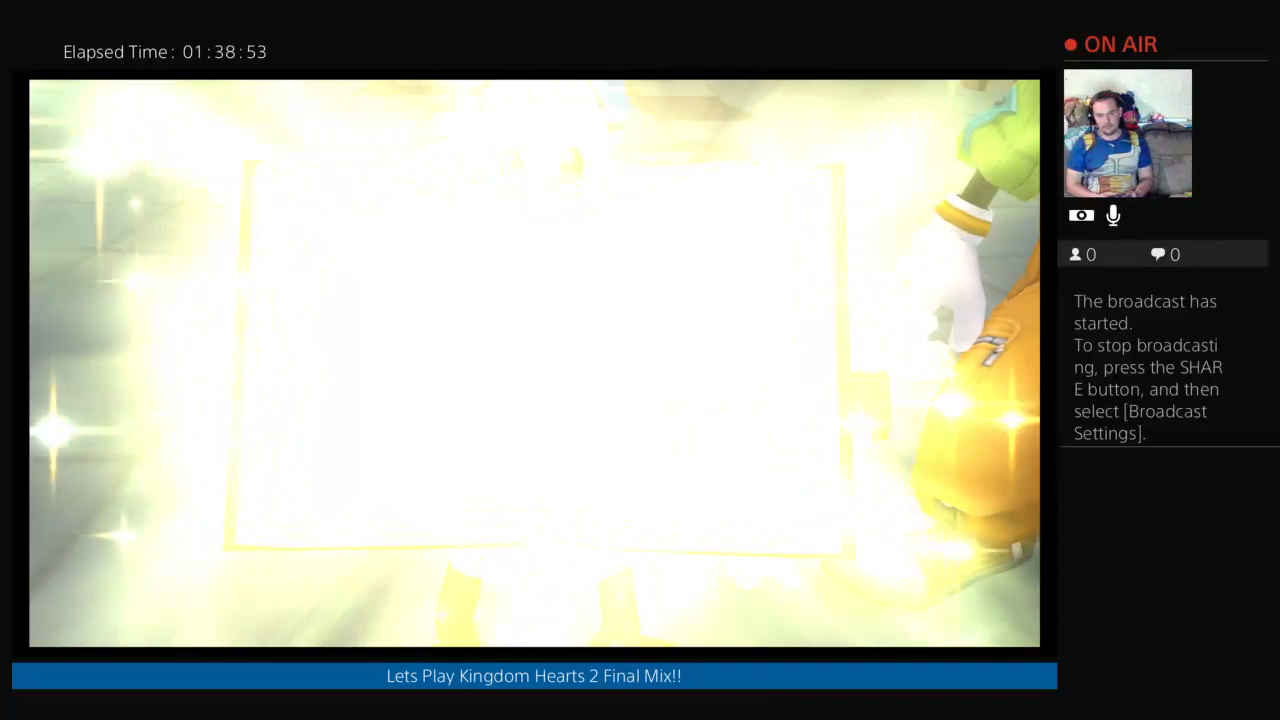 Elapsed Time: 01:38:53
ON AIR
0 0
The broadcast has
started.
To stop broadcasti
ng, press the SHAR
E button, and then
select [Broadcast
Settings].
Lets Play Kingdom Hearts 2 Final Mix!!